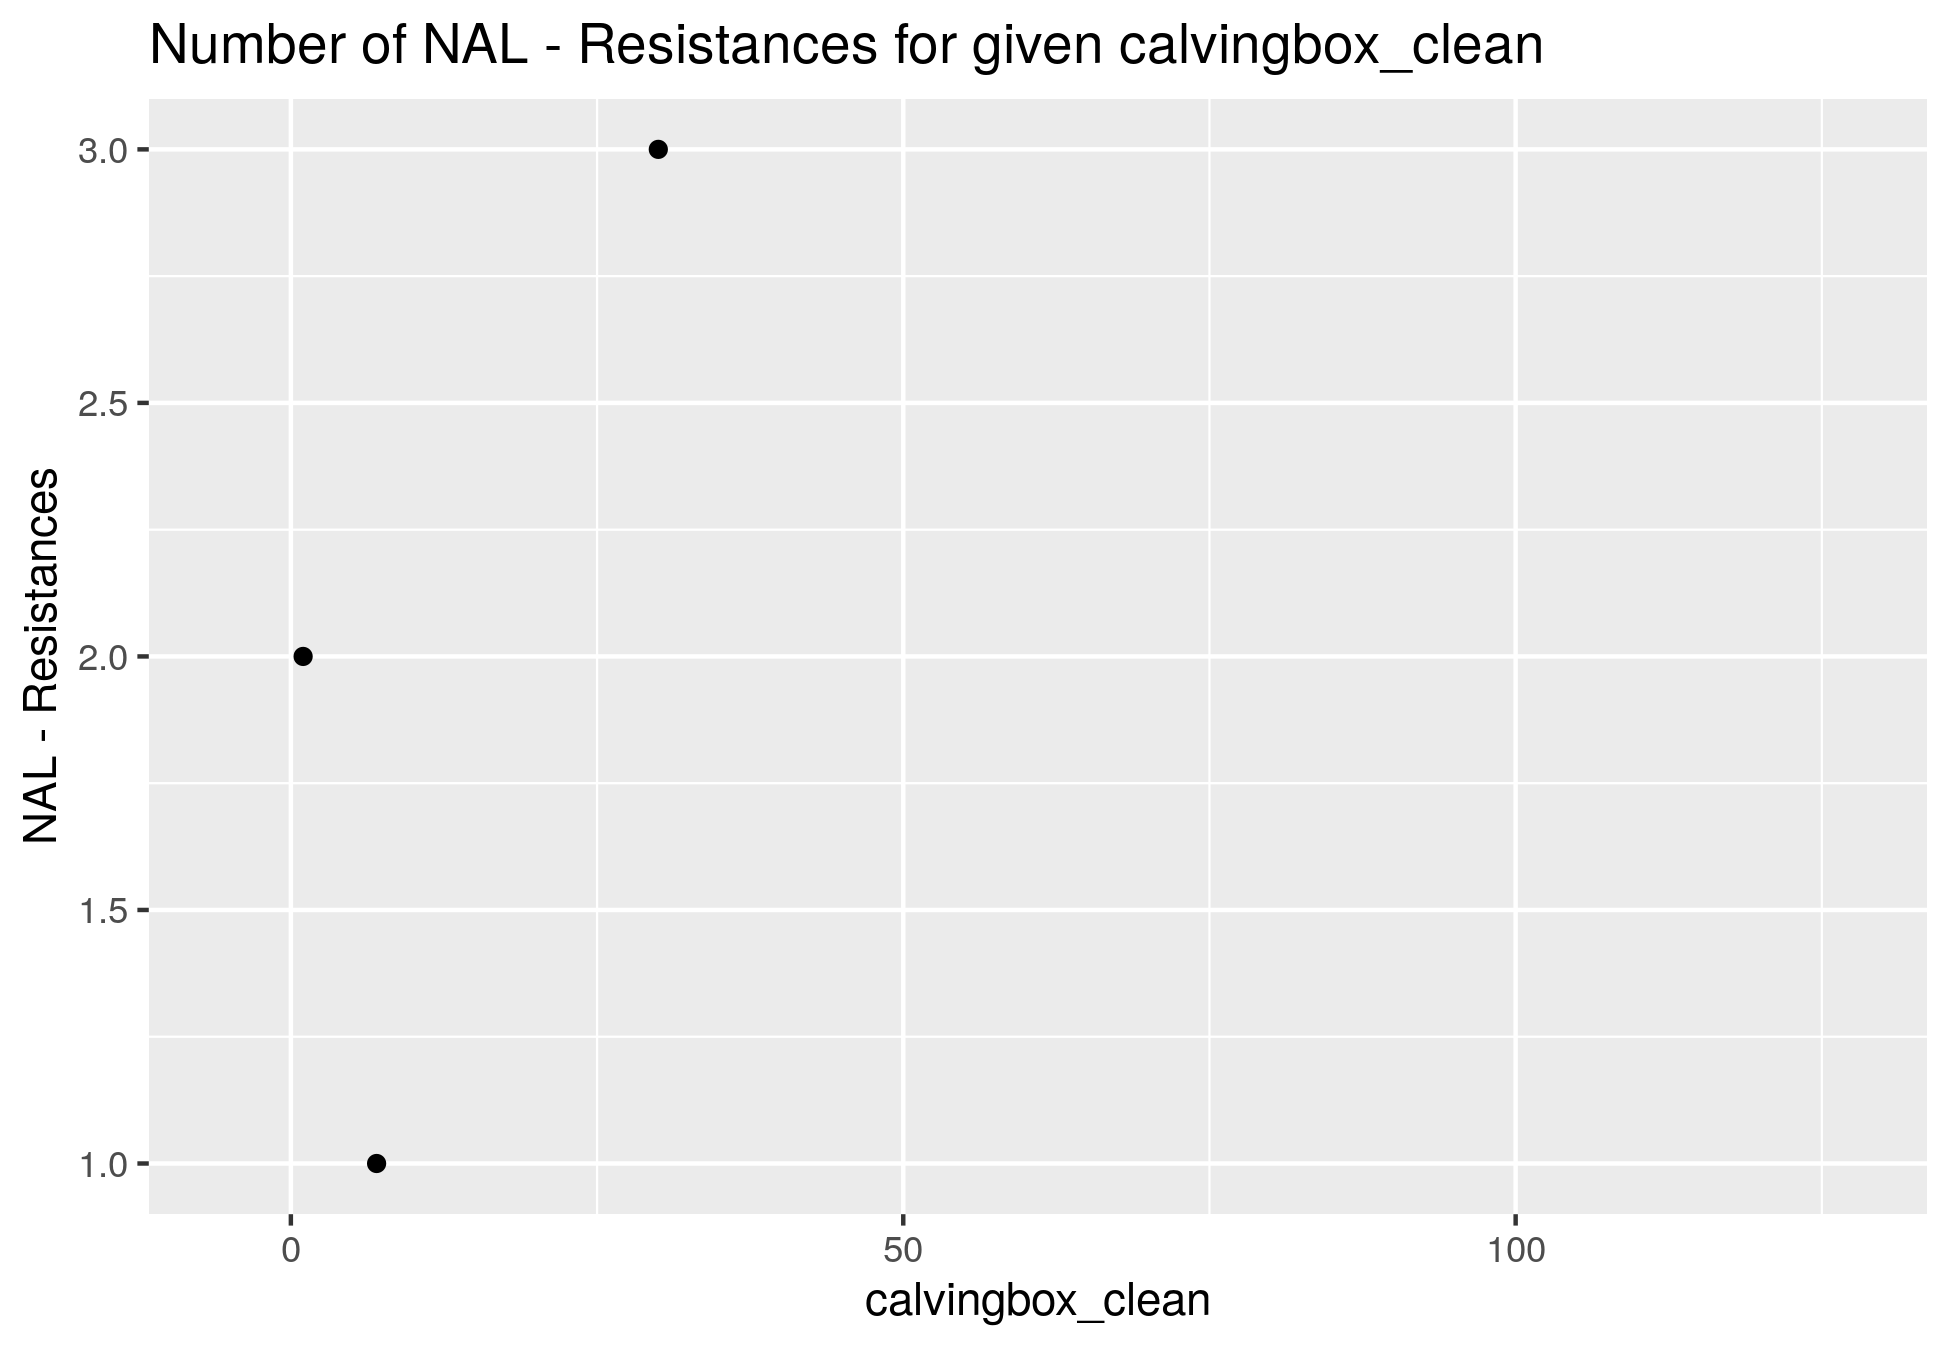 Number of NAL - Resistances for given calvingbox_clean
NAL - Resistances
3.0
2.5
2.0
1.5
1.0
0
50
100
calvingbox_clean